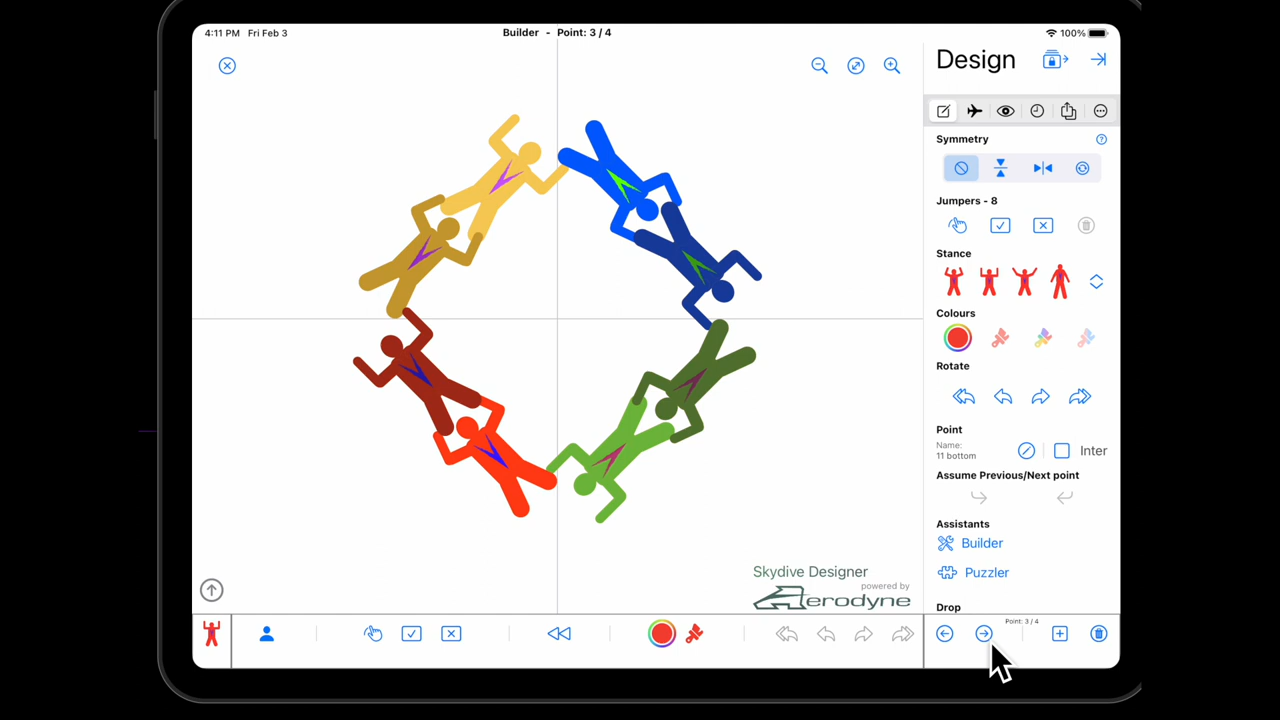 4:11 PM Fri Feb 3
Builder - Point: 3 / 4
100%
Design
Symmetry
Jumpers - 8
Stance
Colours
Rotate
Point
Name:
11 bottom
Inter
Assume Previous/Next point
Assistants
Builder
Puzzler
Drop
Skydive Designer
powered by
Aerodyne
Point: 3 / 4